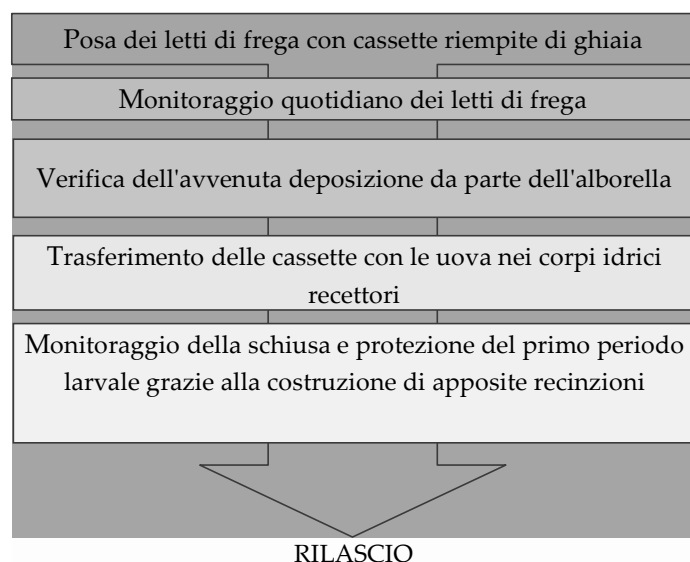 Posa dei letti di frega con cassette riempite di ghiaia
Monitoraggio quotidiano dei letti di frega
Verifica dell'avvenuta deposizione da parte dell'alborella
Trasferimento delle cassette con le uova nei corpi idrici
recettori
Monitoraggio della schiusa e protezione del primo periodo
larvale grazie alla costruzione di apposite recinzioni
RILASCIO